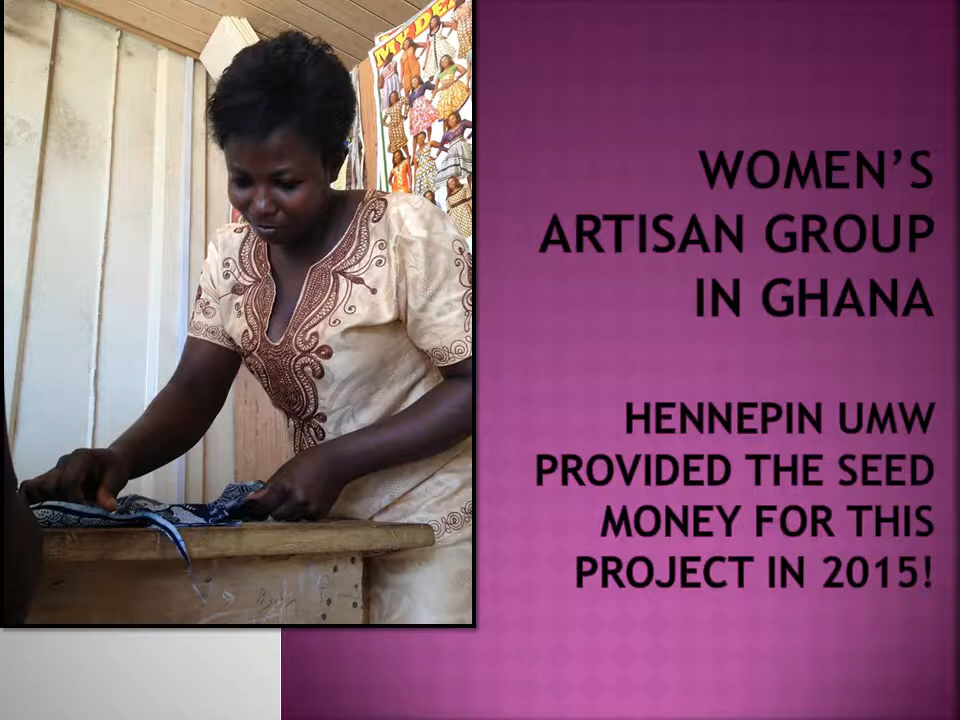 MY DE
WOMEN'S
ARTISAN GROUP
IN GHANA
HENNEPIN UMW
PROVIDED THE SEED
MONEY FOR THIS
PROJECT IN 2015!